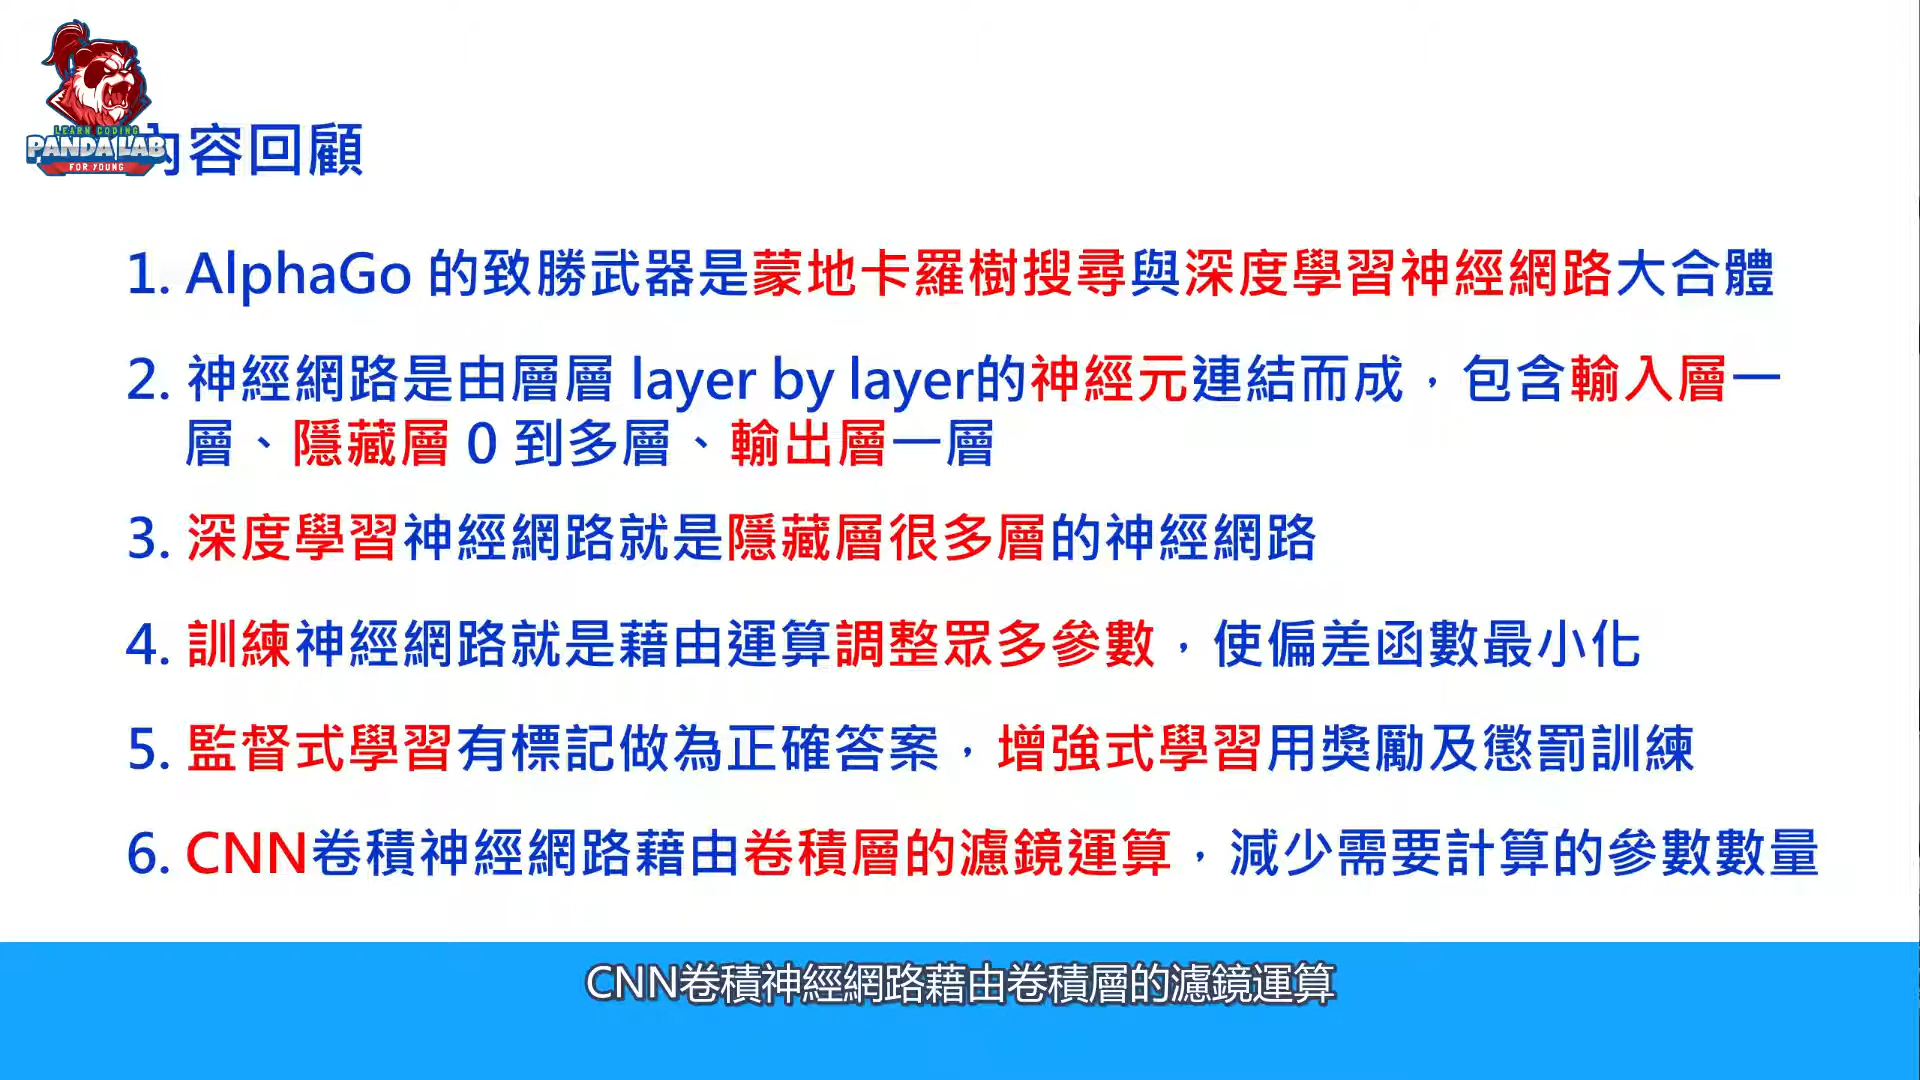 LEARN CODING
PANDA LAB
FOR YOUNG
內容回顧
1. AlphaGo 的致勝武器是蒙地卡羅樹搜尋與深度學習神經網路大合體
2. 神經網路是由層層 layer by layer的神經元連結而成，包含輸入層一
層、隱藏層 0 到多層、輸出層一層
3. 深度學習神經網路就是隱藏層很多層的神經網路
4. 訓練神經網路就是藉由運算調整眾多參數，使偏差函數最小化
5. 監督式學習有標記做為正確答案，增強式學習用獎勵及懲罰訓練
6. CNN卷積神經網路藉由卷積層的濾鏡運算，減少需要計算的參數數量
CNN卷積神經網路藉由卷積層的濾鏡運算